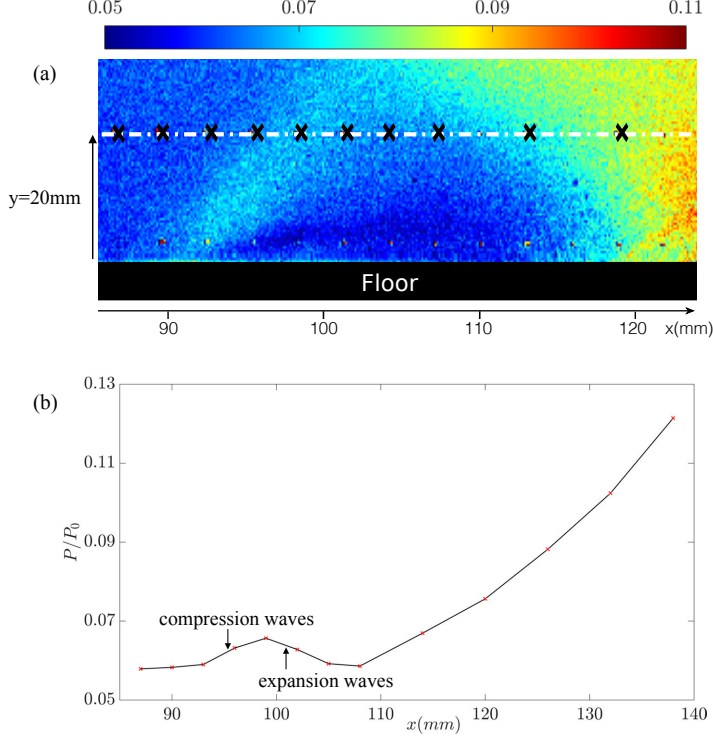 0.05 0.07 0.09 0.11
(a)
y=20mm
Floor
90 100 110 120 x(mm)
(b)
0.13
0.11
0.09
0.07
0.05
P/P0
compression waves
expansion waves
90 100 110 120 130 140
x(mm)